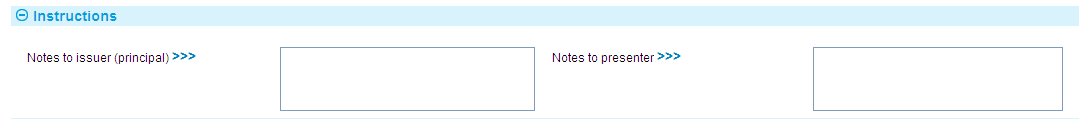 Instructions
Notes to issuer (principal) >>>
Notes to presenter >>>